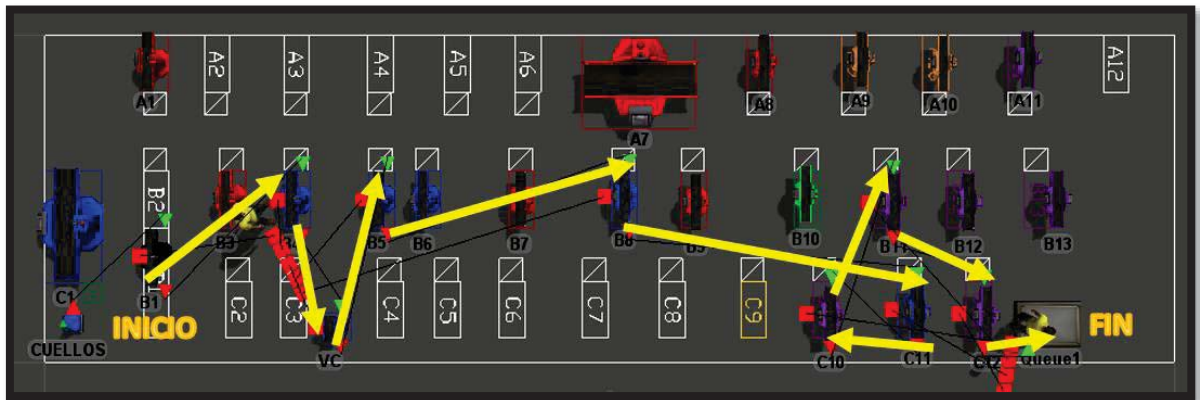 A2
A3
A4
A5
A6
A12
A1
A7
A8
A9
A10
A11
B2
B3
B5
B6
B7
B8
B10
B12
B13
C1
B1
C2
C3
C4
C5
C6
C7
C8
C9
INICIO
CUELLOS
VC
C10
C11
C12
Queue1
FIN